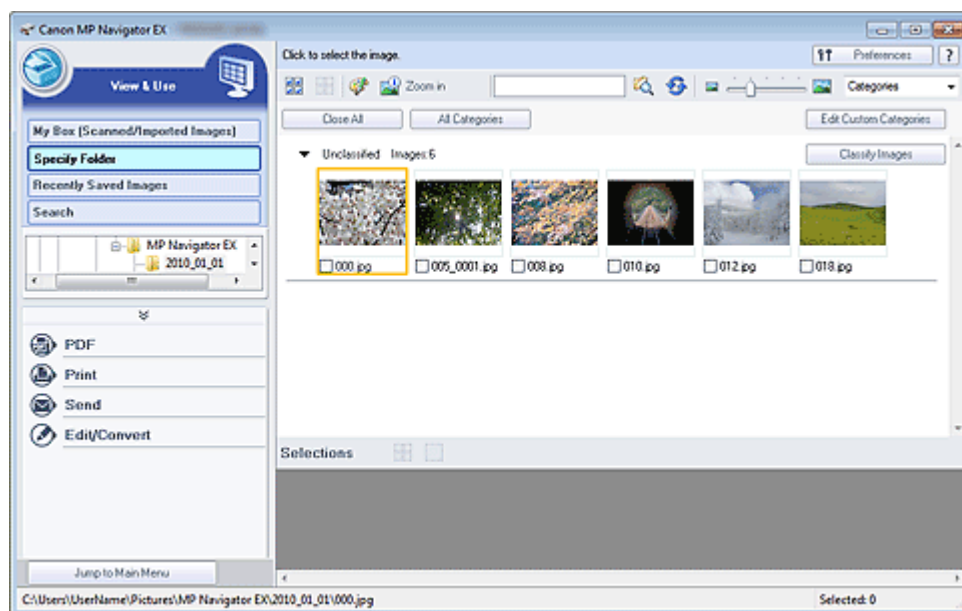 Canon MP Navigator EX
Click to select the image.
Preferences
?
View & Use
Zoom in
Categories
Close All
All Categories
Edit Custom Categories
My Box (Scanned/Imported Images)
Specify Folder
Recently Saved Images
Search
Unclassified Images:6
Classify Images
MP Navigator EX
2010_01_01
000.jpg
005_0001.jpg
008.jpg
010.jpg
012.jpg
018.jpg
PDF
Print
Send
Edit/Convert
Selections
Jump to Main Menu
C:\Users\UserName\Pictures\MP Navigator EX\2010_01_01\000.jpg
Selected: 0